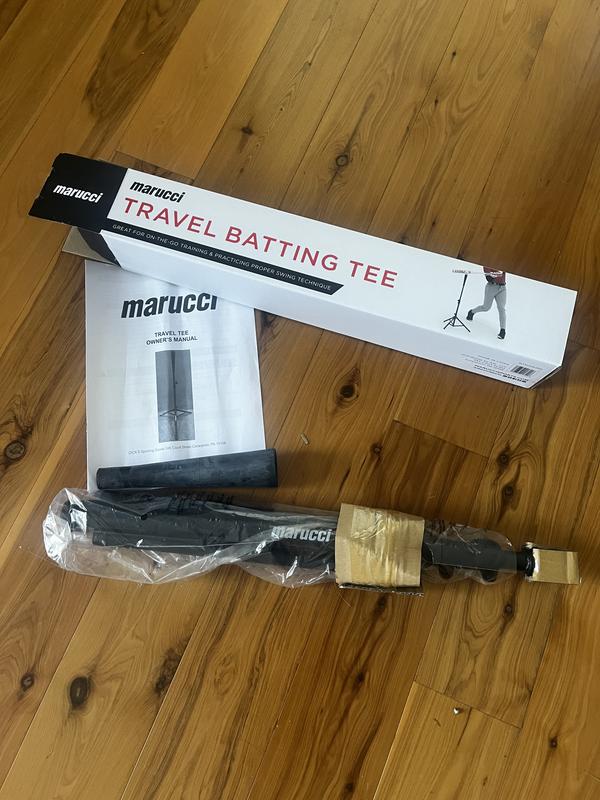 marucci
marucci
TRAVEL BATTING TEE
GREAT FOR ON-THE-GO TRAINING & PRACTICING PROPER SWING TECHNIQUE
marucci
TRAVEL TEE
OWNER'S MANUAL
marucci